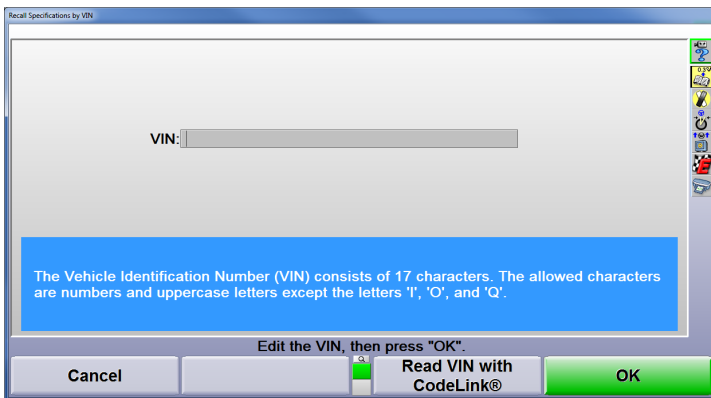 Recall Specifications by VIN
VIN:
The Vehicle Identification Number (VIN) consists of 17 characters. The allowed characters
are numbers and uppercase letters except the letters 'I', 'O', and 'Q'.
Edit the VIN, then press "OK".
Cancel
Read VIN with
CodeLink®
OK